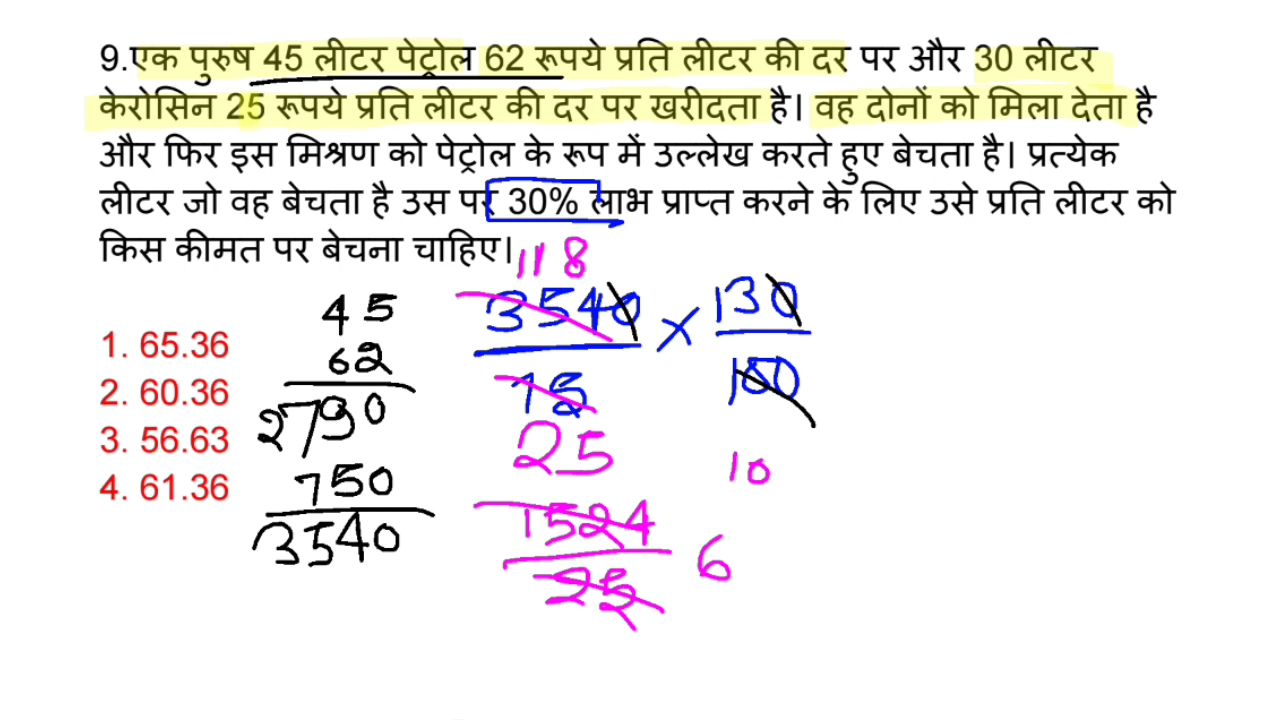 9.एक पुरुष 45 लीटर पेट्रोल 62 रूपये प्रति लीटर की दर पर और 30 लीटर
केरोसिन 25 रूपये प्रति लीटर की दर पर खरीदता है। वह दोनों को मिला देता है
और फिर इस मिश्रण को पेट्रोल के रूप में उल्लेख करते हुए बेचता है। प्रत्येक
लीटर जो वह बेचता है उस पर 30% लाभ प्राप्त करने के लिए उसे प्रति लीटर को
किस कीमत पर बेचना चाहिए।
1. 65.36
2. 60.36
3. 56.63
4. 61.36
45
62
2790
750
3540
118
3540 × 130
75 100
25
10
1524
25
6